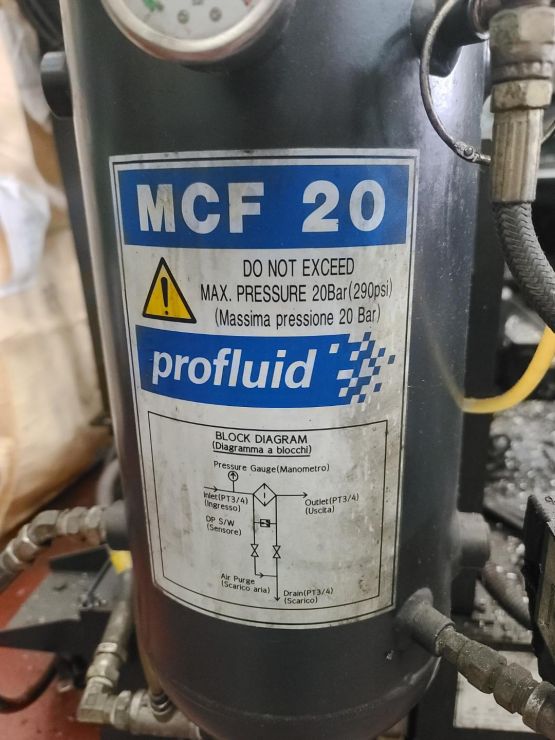 MCF 20
DO NOT EXCEED
MAX. PRESSURE 20Bar(290psi)
(Massima pressione 20 Bar)
profluid
BLOCK DIAGRAM
(Diagramma a blocchi)
Pressure Gauge(Manometro)
Inlet(PT3/4)
(Ingresso)
Outlet(PT3/4)
(Uscita)
DP S/W
(Sensore)
Air Purge
(Scarico aria)
Drain(PT3/4)
(Scarico)